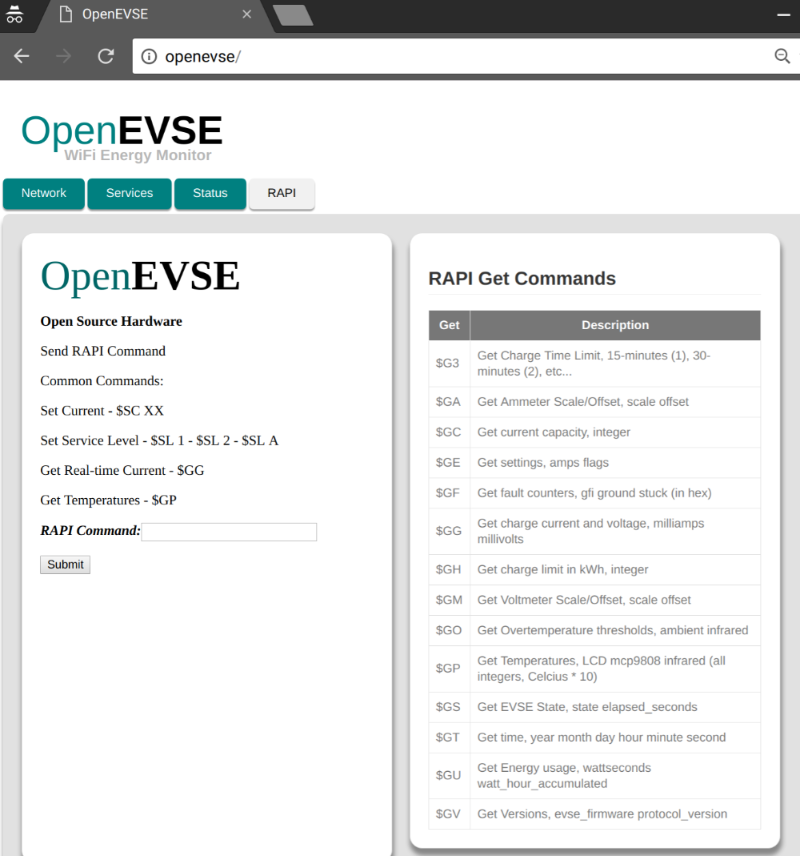 OpenEVSE
openevse/
OpenEVSE
WiFi Energy Monitor
Network Services Status RAPI
OpenEVSE
Open Source Hardware
Send RAPI Command
Common Commands:
Set Current - $SC XX
Set Service Level - $SL 1 - $SL 2 - $SL A
Get Real-time Current - $GG
Get Temperatures - $GP
RAPI Command:
Submit
RAPI Get Commands
Get Description
$G3 Get Charge Time Limit, 15-minutes (1), 30-
minutes (2), etc...
$GA Get Ammeter Scale/Offset, scale offset
$GC Get current capacity, integer
$GE Get settings, amps flags
$GF Get fault counters, gfi ground stuck (in hex)
$GG Get charge current and voltage, milliamps
millivolts
$GH Get charge limit in kWh, integer
$GM Get Voltmeter Scale/Offset, scale offset
$GO Get Overtemperature thresholds, ambient infrared
$GP Get Temperatures, LCD mcp9808 infrared (all
integers, Celcius * 10)
$GS Get EVSE State, state elapsed_seconds
$GT Get time, year month day hour minute second
$GU Get Energy usage, wattseconds
watt_hour_accumulated
$GV Get Versions, evse_firmware protocol_version